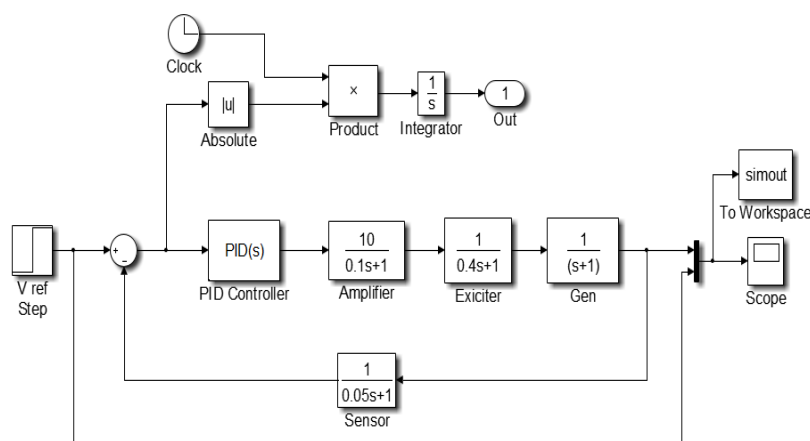 Clock
|u|
Absolute
×
Product
1
s
Integrator
1
Out
simout
To Workspace
V ref
Step
+
−
PID(s)
PID Controller
10
0.1s+1
Amplifier
1
0.4s+1
Exiciter
1
(s+1)
Gen
Scope
1
0.05s+1
Sensor